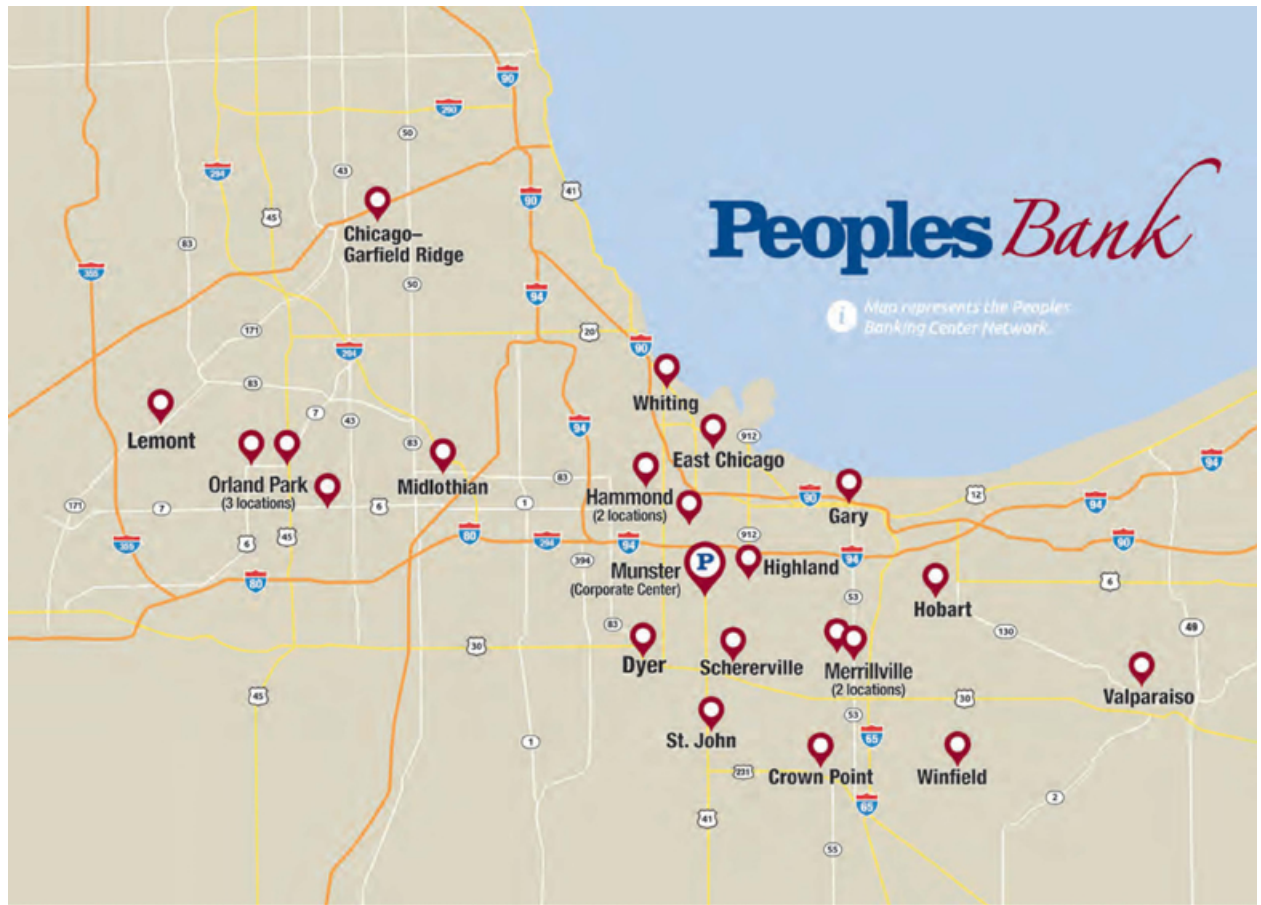 90
290
50
294
43
90
41
45
Chicago–
Garfield Ridge
83
Peoples Bank
355
50
94
Map represents the Peoples
Banking Center Network.
171
20
294
90
83
Whiting
7
43
94
Lemont
83
912
East Chicago
94
Orland Park
(3 locations)
Midlothian
83
Hammond
(2 locations)
90
Gary
12
94
171
7
6
1
355
6
45
80
294
94
912
90
394
Munster
(Corporate Center)
P
Highland
94
80
6
53
Hobart
83
130
49
30
Dyer
Schererville
Merrillville
(2 locations)
Valparaiso
45
30
53
St. John
1
65
231
Crown Point
Winfield
2
65
41
55